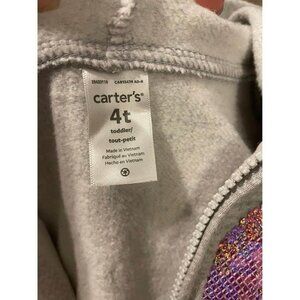 carter's®
4t
toddler/
tout-petit
Made in Vietnam
Fabriqué au Vietnam
Hecho en Vietnam